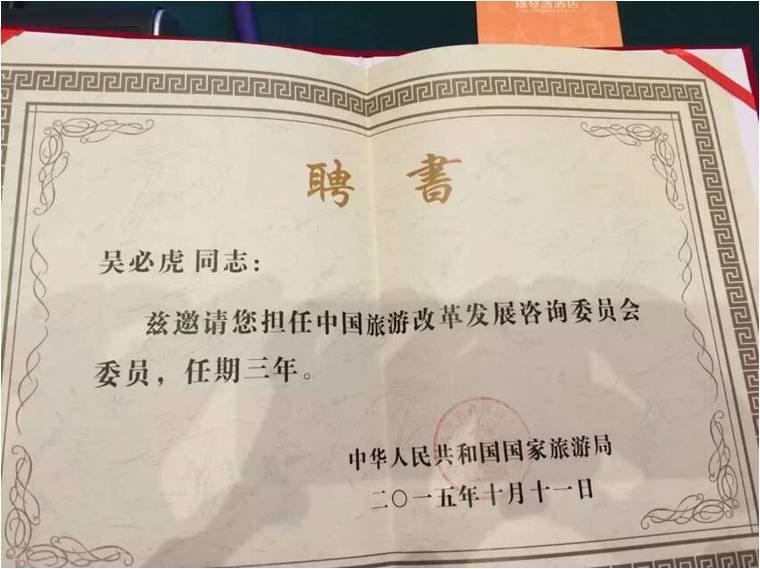 聘書
吴必虎 同志：
兹邀请您担任中国旅游改革发展咨询委员会
委员，任期三年。
中华人民共和国国家旅游局
二〇一五年十月十一日